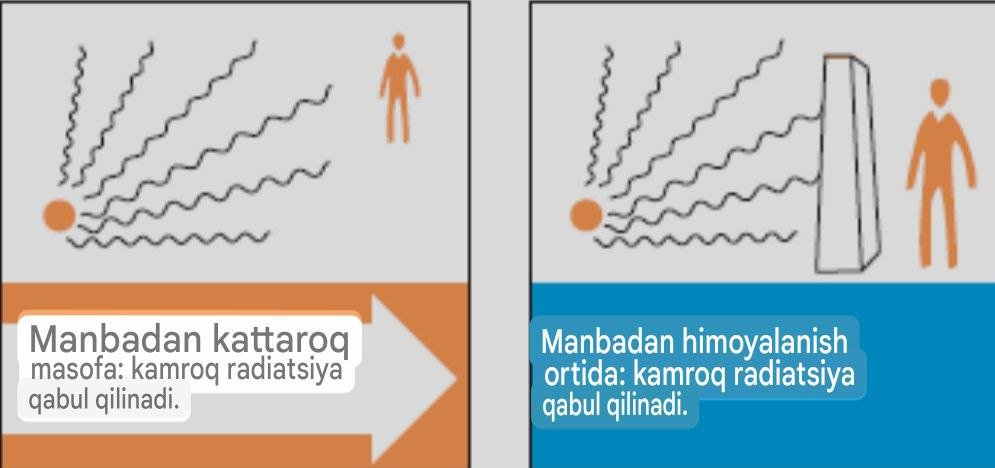 Manbadan kattaroq
masofa: kamroq radiatsiya
qabul qilinadi.
Manbadan himoyalanish
ortida: kamroq radiatsiya
qabul qilinadi.